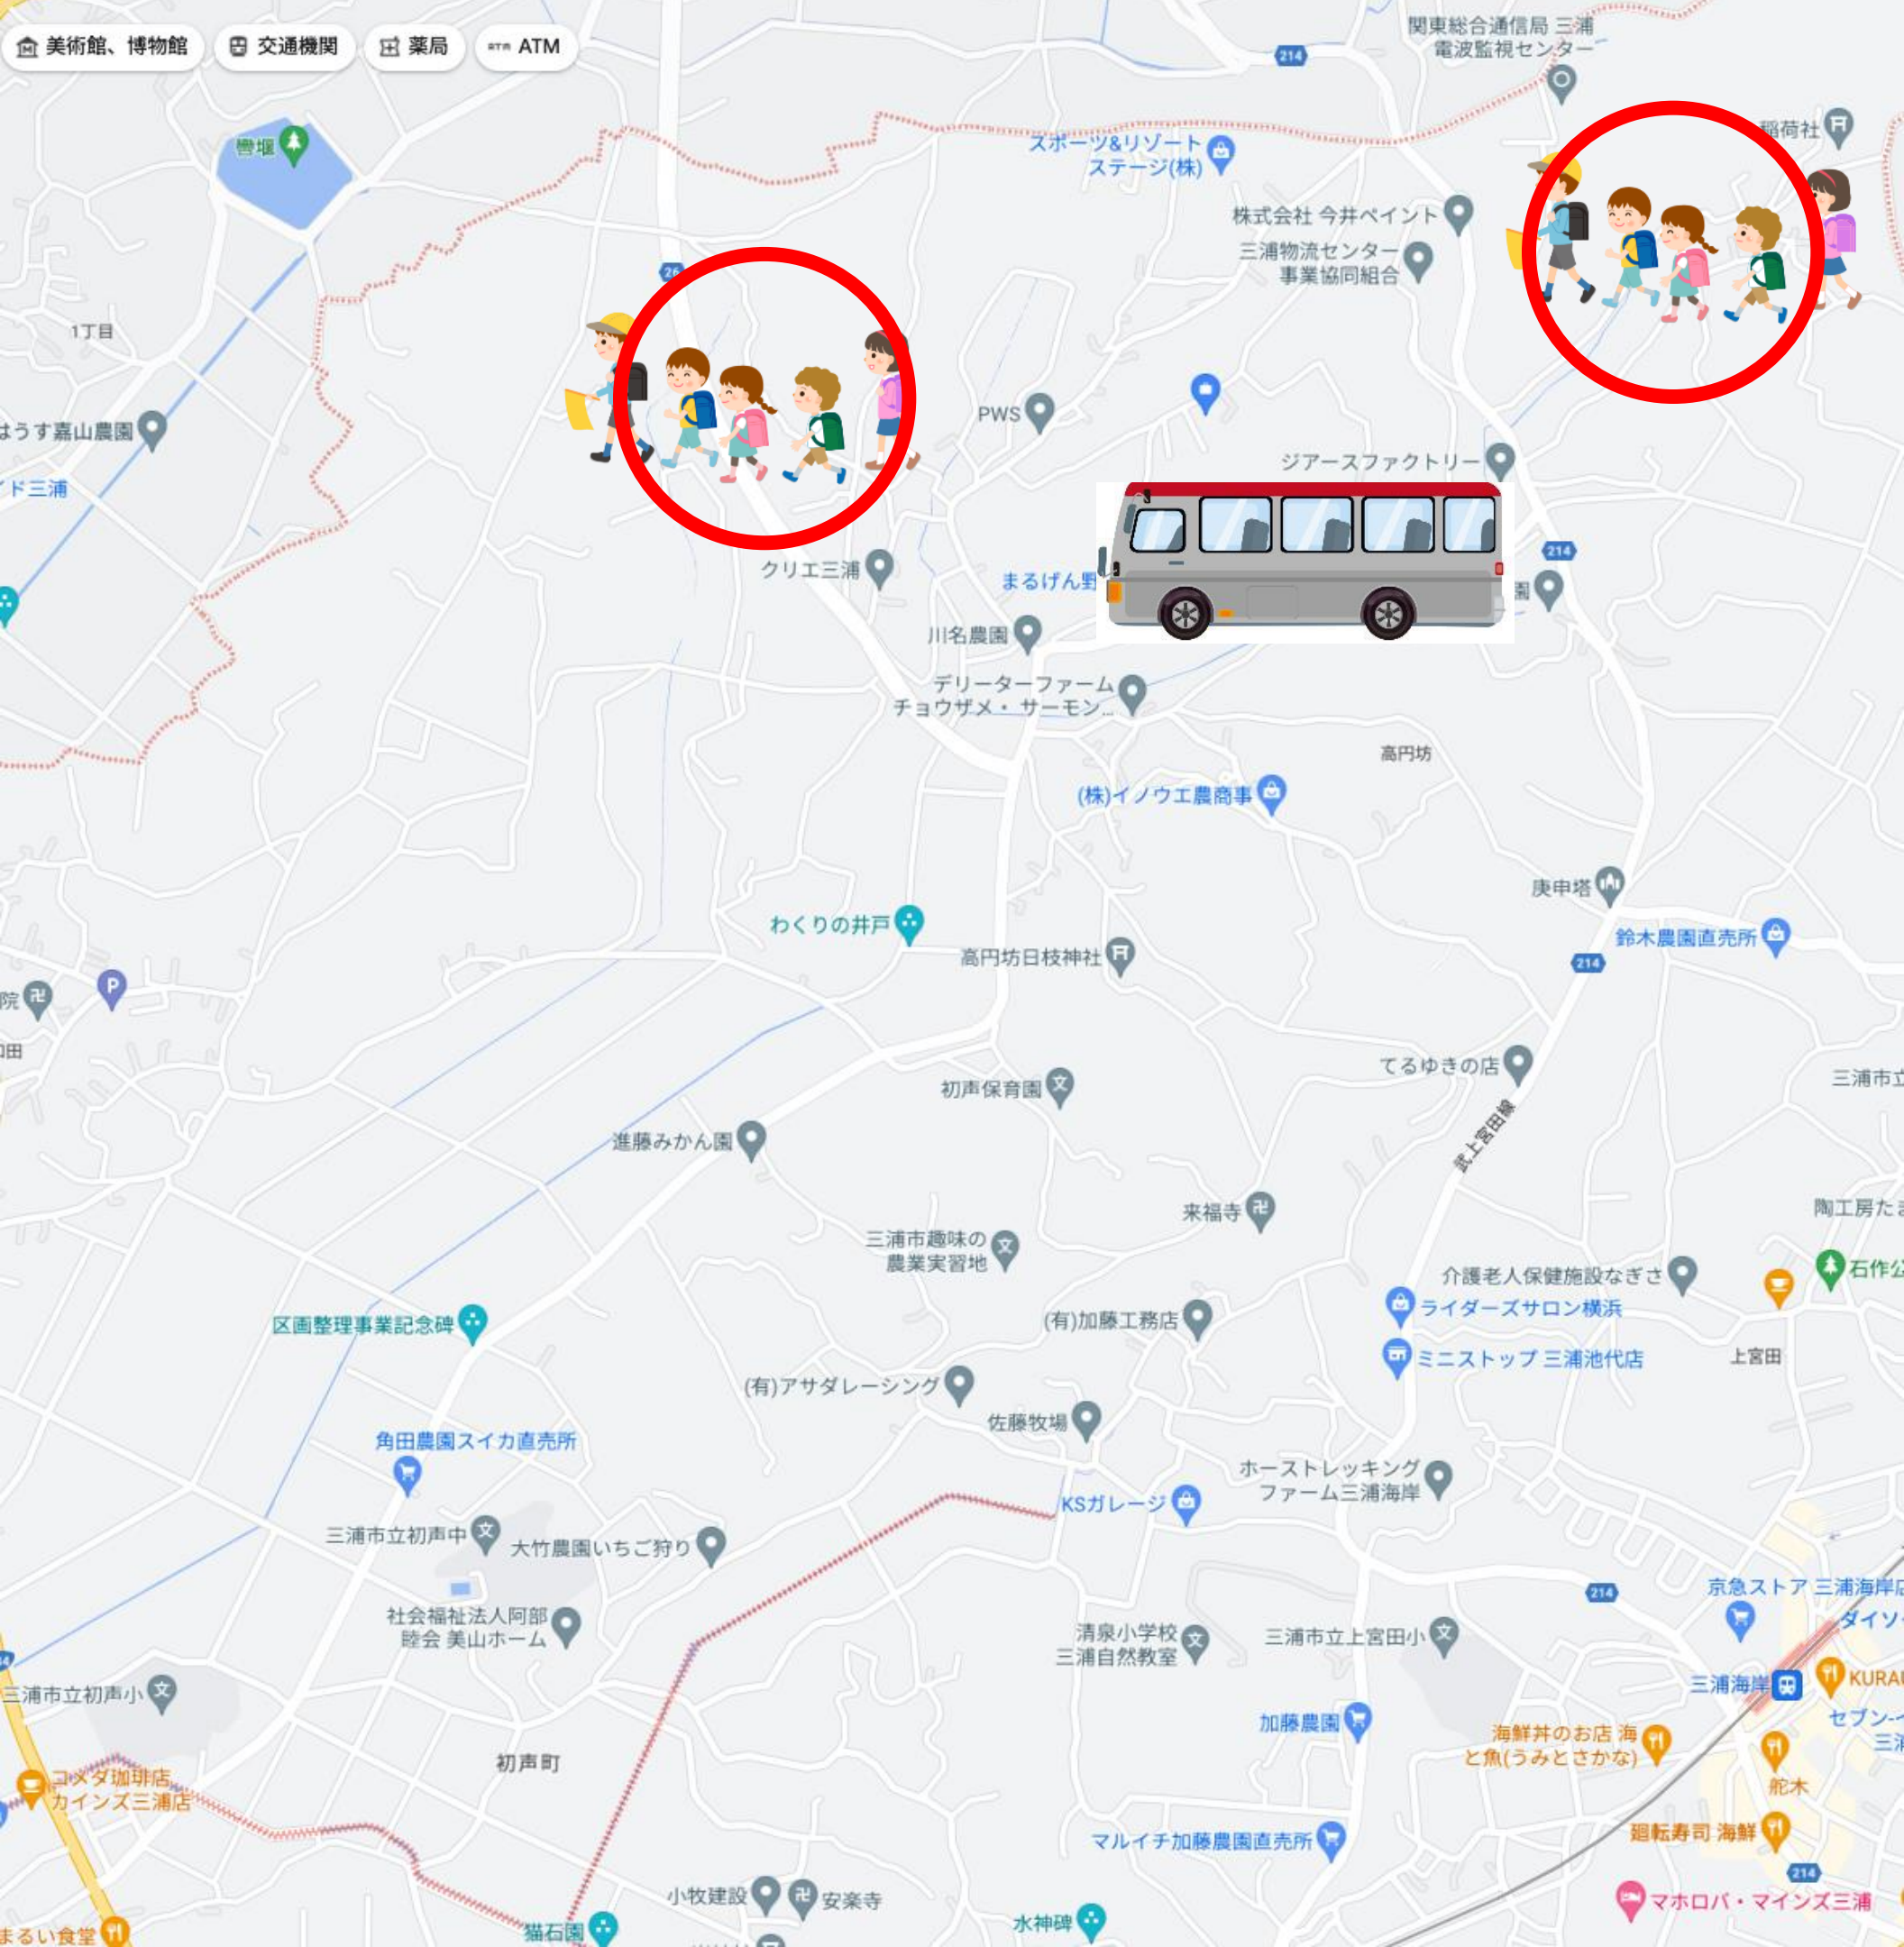 美術館、博物館
交通機関
薬局
ATM
関東総合通信局 三浦
電波監視センター
214
稲荷社
スポーツ&リゾート
ステージ(株)
株式会社 今井ペイント
三浦物流センター
事業協同組合
26
1丁目
はうす嘉山農園
PWS
ジアースファクトリー
ド三浦
214
クリエ三浦
まるげん野
園
川名農園
デリーターファーム
チョウザメ・サーモン...
高円坊
(株)イノウエ農商事
庚申塔
わくりの井戸
鈴木農園直売所
高円坊日枝神社
214
P
院
田
てるゆきの店
三浦市立
初声保育園
武上宮田線
進藤みかん園
来福寺
陶工房たま
三浦市趣味の
農業実習地
介護老人保健施設なぎさ
石作公
ライダーズサロン横浜
区画整理事業記念碑
(有)加藤工務店
ミニストップ 三浦池代店
上宮田
(有)アサダレーシング
佐藤牧場
角田農園スイカ直売所
ホーストレッキング
ファーム三浦海岸
KSガレージ
三浦市立初声中
大竹農園いちご狩り
214
京急ストア 三浦海岸店
社会福祉法人阿部
睦会 美山ホーム
ダイソ
清泉小学校
三浦自然教室
三浦市立上宮田小
三浦海岸
KURA
三浦市立初声小
加藤農園
セブン-イ
三浦
海鮮丼のお店 海
と魚(うみとさかな)
初声町
コメダ珈琲店
カインズ三浦店
舵木
マルイチ加藤農園直売所
廻転寿司 海鮮
214
小牧建設
安楽寺
マホロバ・マインズ三浦
水神碑
猫石園
まるい食堂